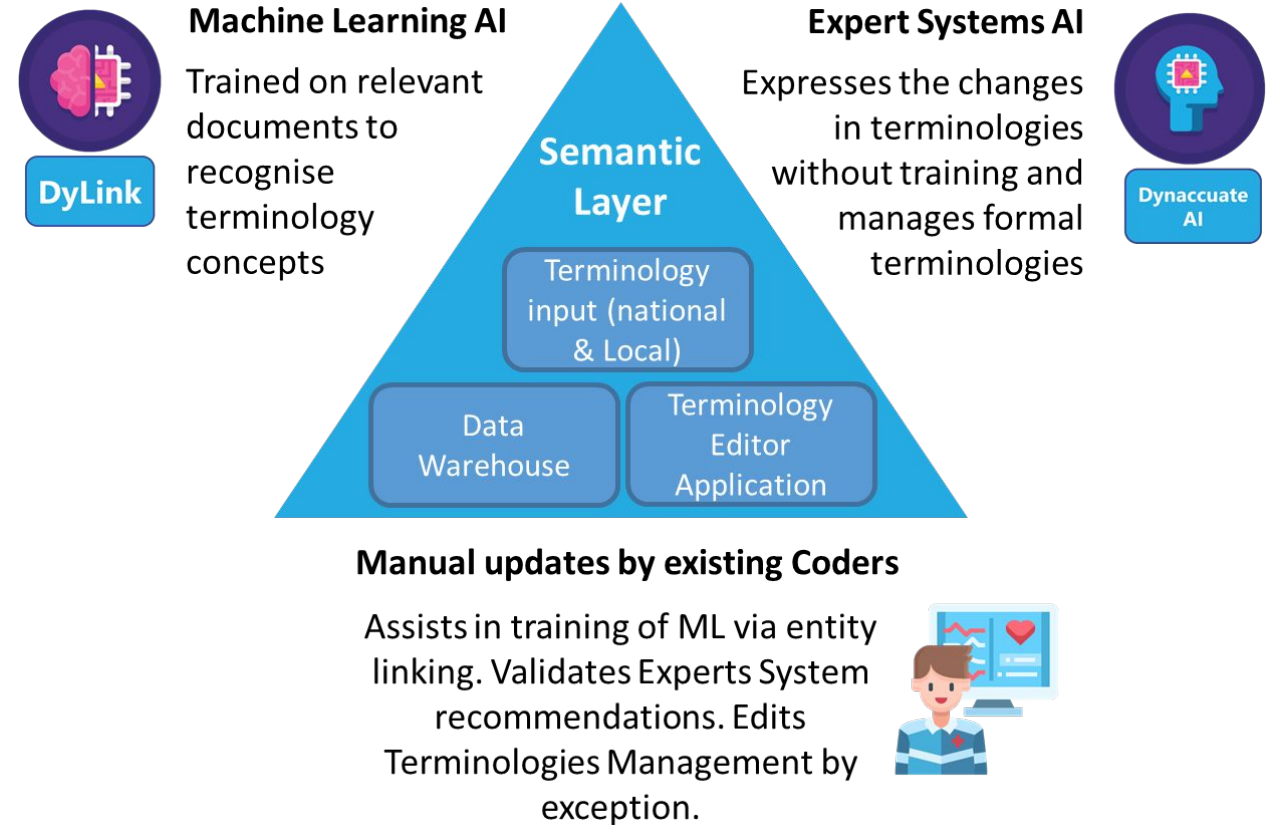 Machine Learning AI
Trained on relevant
documents to
recognise
terminology
concepts
DyLink
Expert Systems AI
Expresses the changes
in terminologies
without training and
manages formal
terminologies
Dynaccuate
AI
Semantic
Layer
Terminology
input (national
& Local)
Data
Warehouse
Terminology
Editor
Application
Manual updates by existing Coders
Assists in training of ML via entity
linking. Validates Experts System
recommendations. Edits
Terminologies Management by
exception.